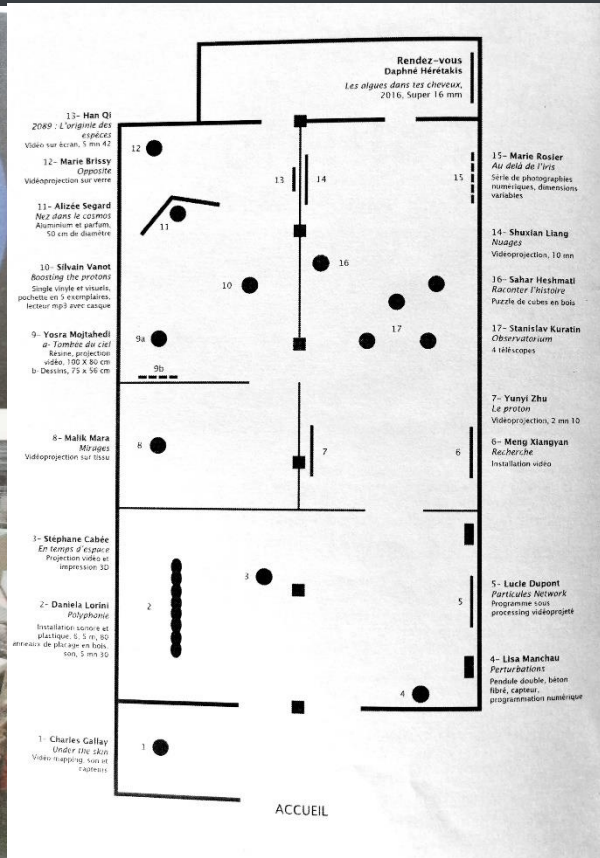 Rendez-vous
Daphné Hérétakis
Les algues dans tes cheveux,
2016, Super 16 mm
13- Han Qi
2089 : L'originie des
espèces
Vidéo sur écran, 5 mn 42
12- Marie Brissy
Opposite
Vidéoprojection sur verre
11- Alizée Segard
Nez dans le cosmos
Aluminium et parfum,
50 cm de diamètre
10- Silvain Vanot
Boosting the protons
Single vinyle et visuels,
pochette en 5 exemplaires,
lecteur mp3 avec casque
9- Yosra Mojtahedi
a- Tombée du ciel
Résine, projection
vidéo, 100 X 80 cm
b- Dessins, 75 x 56 cm
8- Malik Mara
Mirages
Vidéoprojection sur tissu
3- Stéphane Cabée
En temps d'espace
Projection vidéo et
impression 3D
2- Daniela Lorini
Polyphonie
Installation sonore et
plastique, 6, 5 m, 80
anneaux de placage en bois,
son, 5 mn 30
1- Charles Gallay
Under the skin
Vidéo mapping, son et
capteurs
12
11
10
9a
9b
8
13
14
15
16
17
7
6
3
2
5
4
1
15- Marie Rosier
Au delà de l'iris
Série de photographies
numériques, dimensions
variables
14- Shuxian Liang
Nuages
Vidéoprojection, 10 mn
16- Sahar Heshmati
Raconter l'histoire
Puzzle de cubes en bois
17- Stanislav Kuratin
Observatorium
4 téléscopes
7- Yunyi Zhu
Le proton
Vidéoprojection, 2 mn 10
6- Meng Xiangyan
Recherche
Installation vidéo
5- Lucie Dupont
Particules Network
Programme sous
processing vidéoprojeté
4- Lisa Manchau
Perturbations
Pendule double, béton
fibré, capteur,
programmation numérique
ACCUEIL